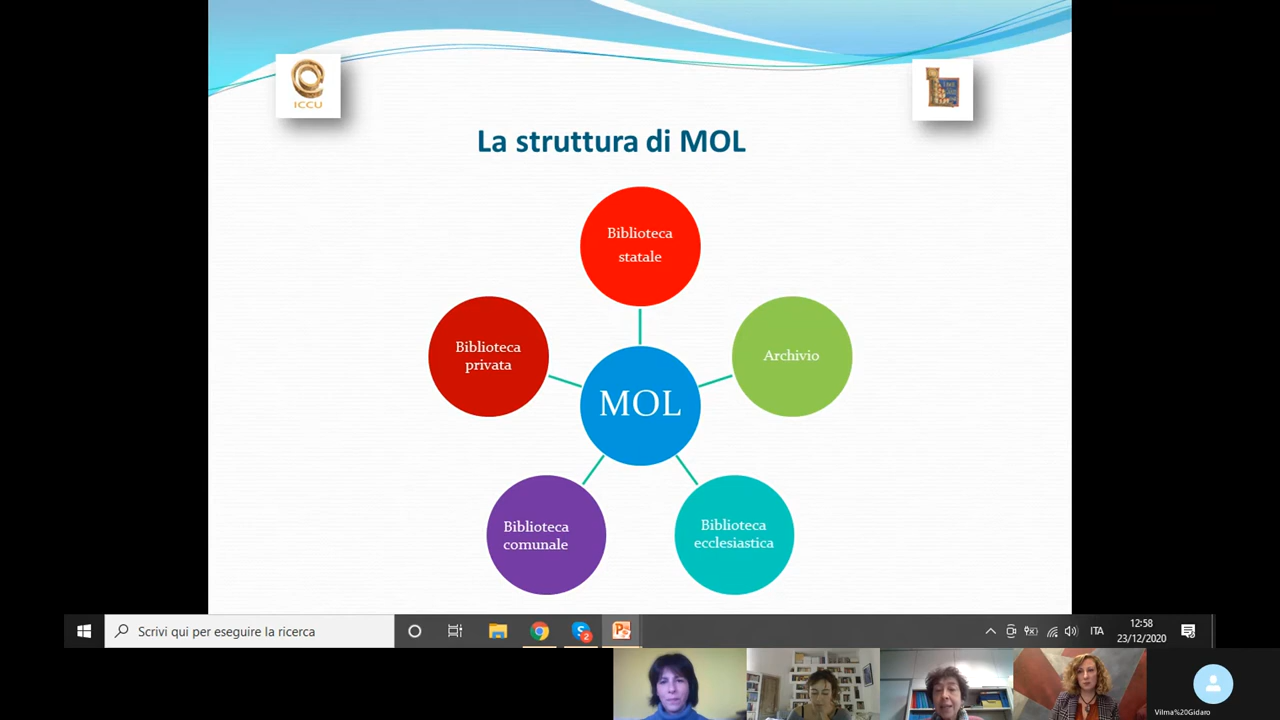 ICCU
La struttura di MOL
Biblioteca
statale
Biblioteca
privata
Archivio
MOL
Biblioteca
comunale
Biblioteca
ecclesiastica
Scrivi qui per eseguire la ricerca
2
ITA
12:58
23/12/2020
Vilma%20Gidaro